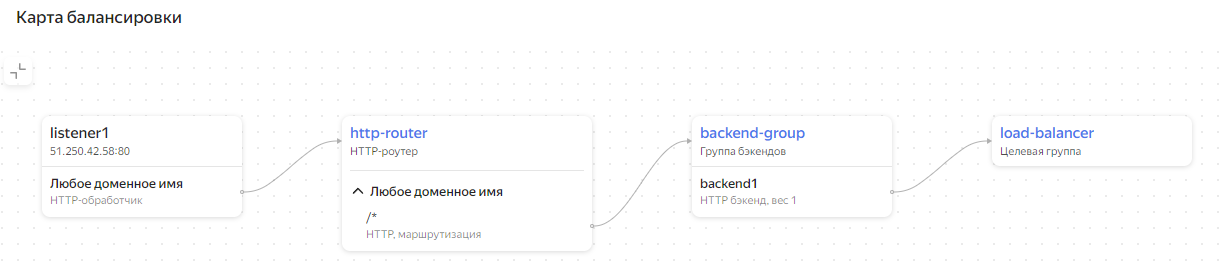 Карта балансировки
listener1
51.250.42.58:80
Любое доменное имя
HTTP-обработчик
http-router
HTTP-роутер
Любое доменное имя
/*
HTTP, маршрутизация
backend-group
Группа бэкендов
backend1
HTTP бэкенд, вес 1
load-balancer
Целевая группа